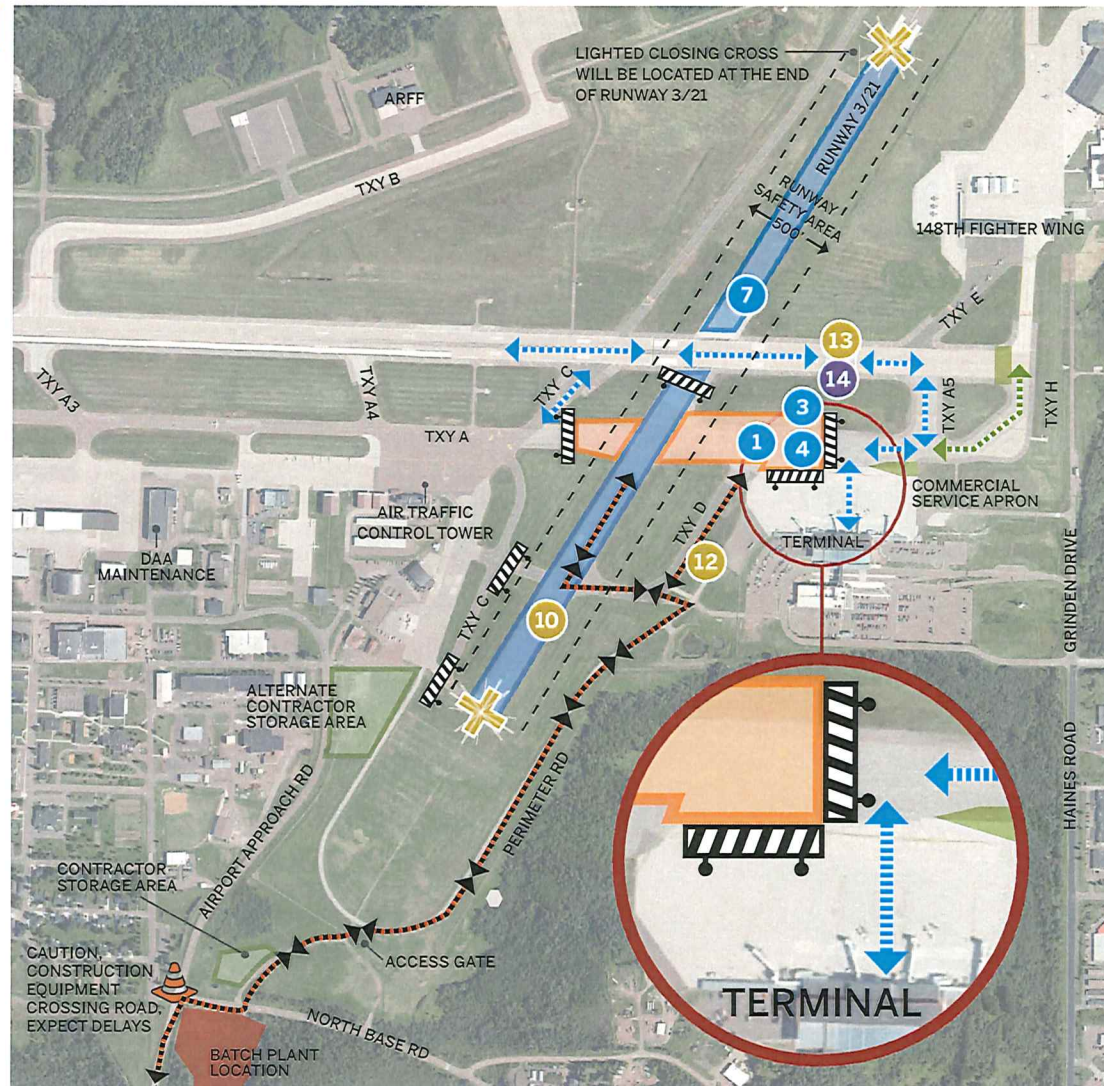 LIGHTED CLOSING CROSS
WILL BE LOCATED AT THE END
OF RUNWAY 3/21
ARFF
RUNWAY 3/21
TXY B
RUNWAY
SAFETY AREA
500'
148TH FIGHTER WING
7
TXY E
13
14
TXY C
TXY A3
TXY A4
TXY A5
TXY H
3
TXY A
1
4
COMMERCIAL
SERVICE APRON
AIR TRAFFIC
CONTROL TOWER
TXY D
TERMINAL
DAA
MAINTENANCE
12
GRINDEN DRIVE
TXY C
10
ALTERNATE
CONTRACTOR
STORAGE AREA
HAINES ROAD
AIRPORT APPROACH RD
PERIMETER RD
CONTRACTOR
STORAGE AREA
CAUTION,
CONSTRUCTION
EQUIPMENT
CROSSING ROAD,
EXPECT DELAYS
ACCESS GATE
NORTH BASE RD
BATCH PLANT
LOCATION
TERMINAL